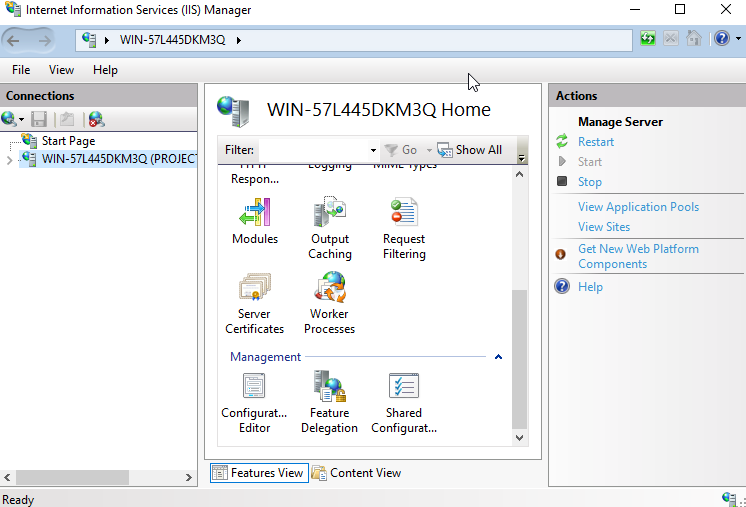 Internet Information Services (IIS) Manager
WIN-57L445DKM3Q
File View Help
Connections
Start Page
WIN-57L445DKM3Q (PROJECT
WIN-57L445DKM3Q Home
Filter: Go Show All
HTTP Logging MIME Types
Respon...
Modules Output Request
Caching Filtering
Server Worker
Certificates Processes
Management
Configurat... Feature Shared
Editor Delegation Configurat...
Features View Content View
Actions
Manage Server
Restart
Start
Stop
View Application Pools
View Sites
Get New Web Platform
Components
Help
Ready